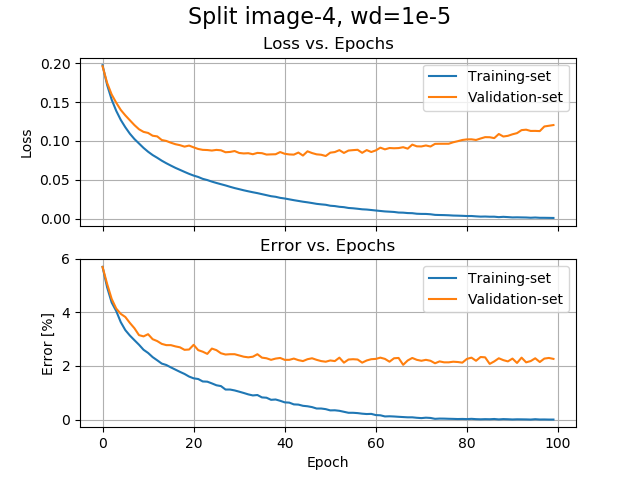 Split image-4, wd=1e-5
Loss vs. Epochs
0.20
0.15
0.10
0.05
0.00
Loss
Training-set
Validation-set
Error vs. Epochs
6
4
2
0
Error [%]
Training-set
Validation-set
0 20 40 60 80 100
Epoch